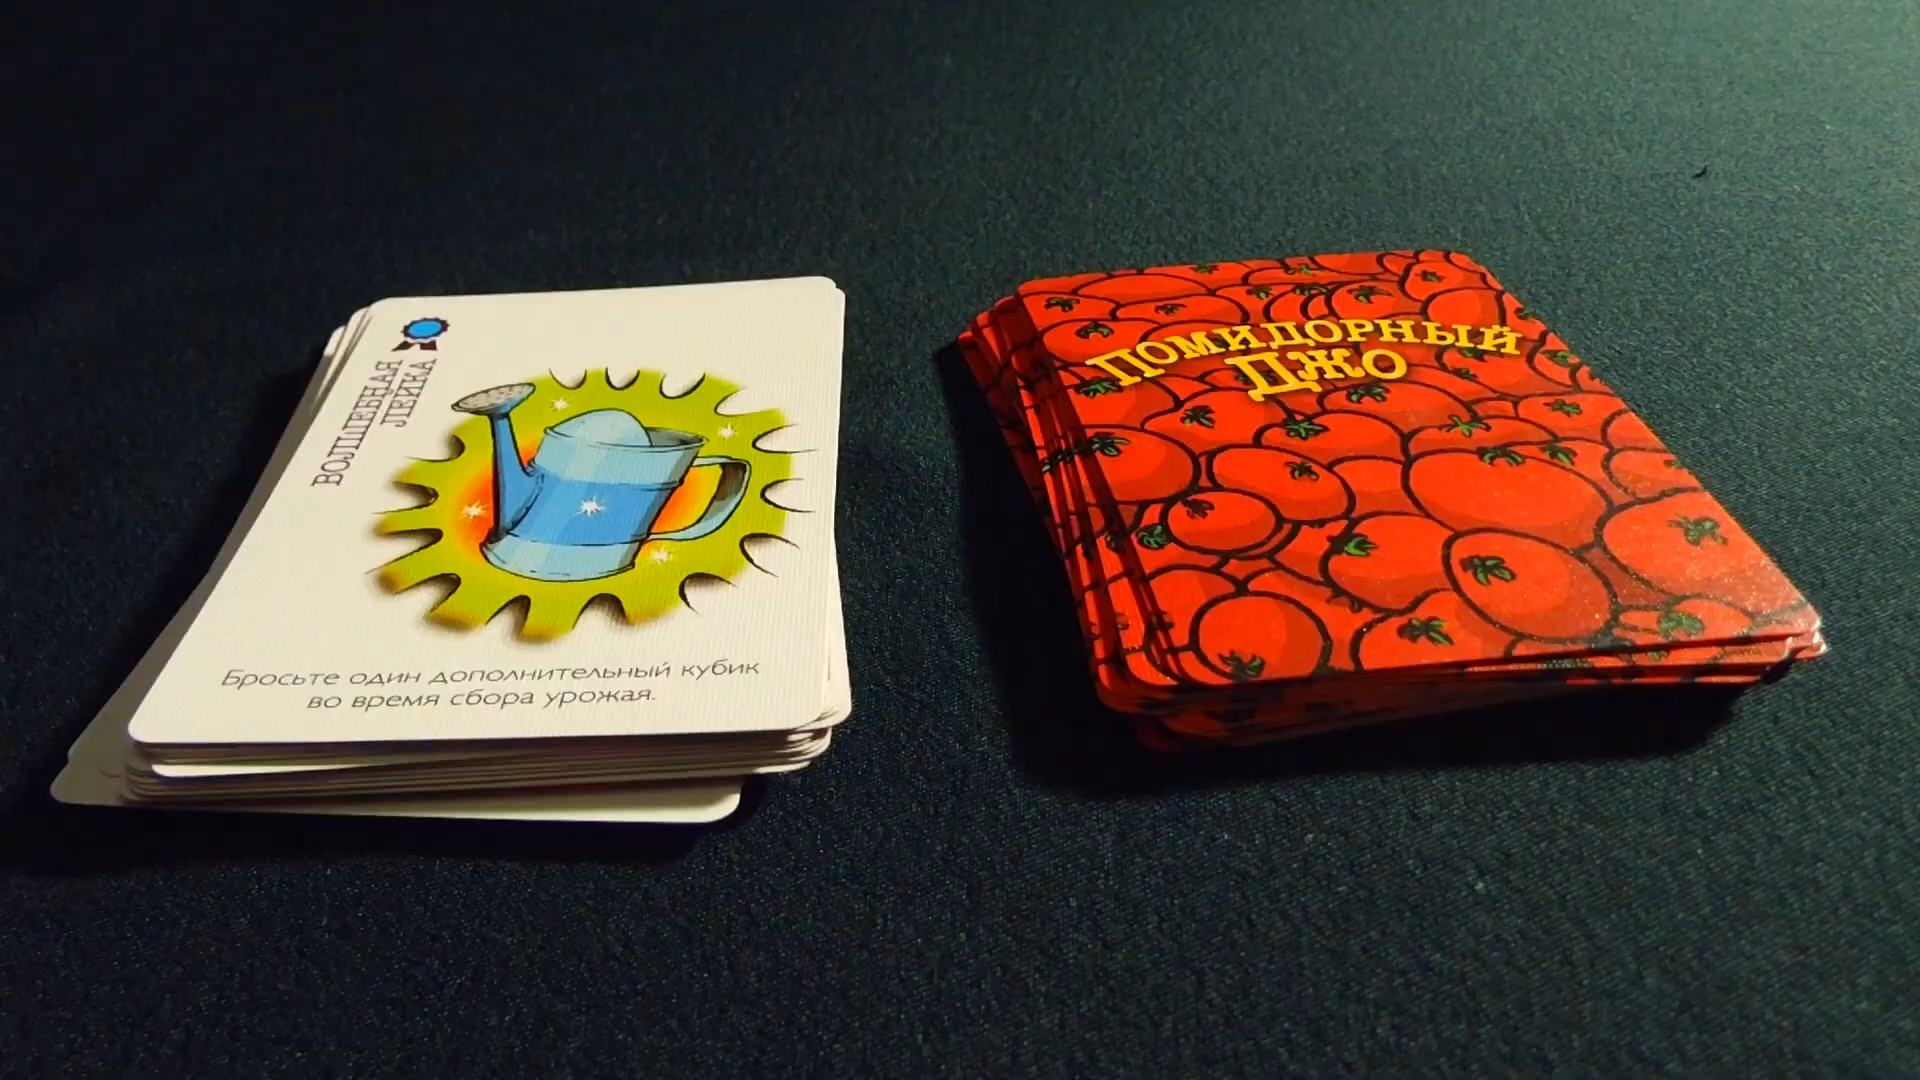 ВОЛШЕБНАЯ
ЛЕЙКА
Бросьте один дополнительный кубик
во время сбора урожая.
ПОМИДОРНЫЙ
ДЖО